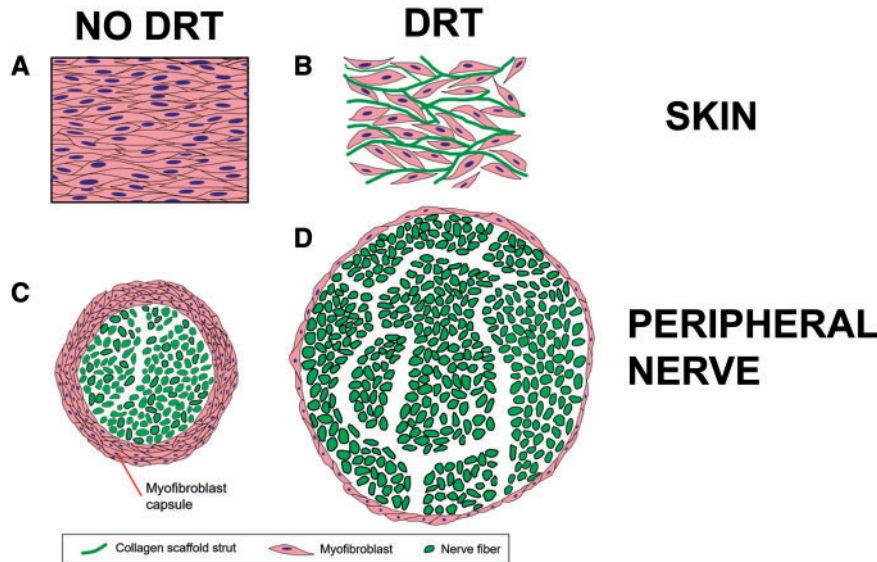 NO DRT
DRT
A
B
SKIN
C
D
PERIPHERAL
NERVE
Myofibroblast
capsule
Collagen scaffold strut
Myofibroblast
Nerve fiber